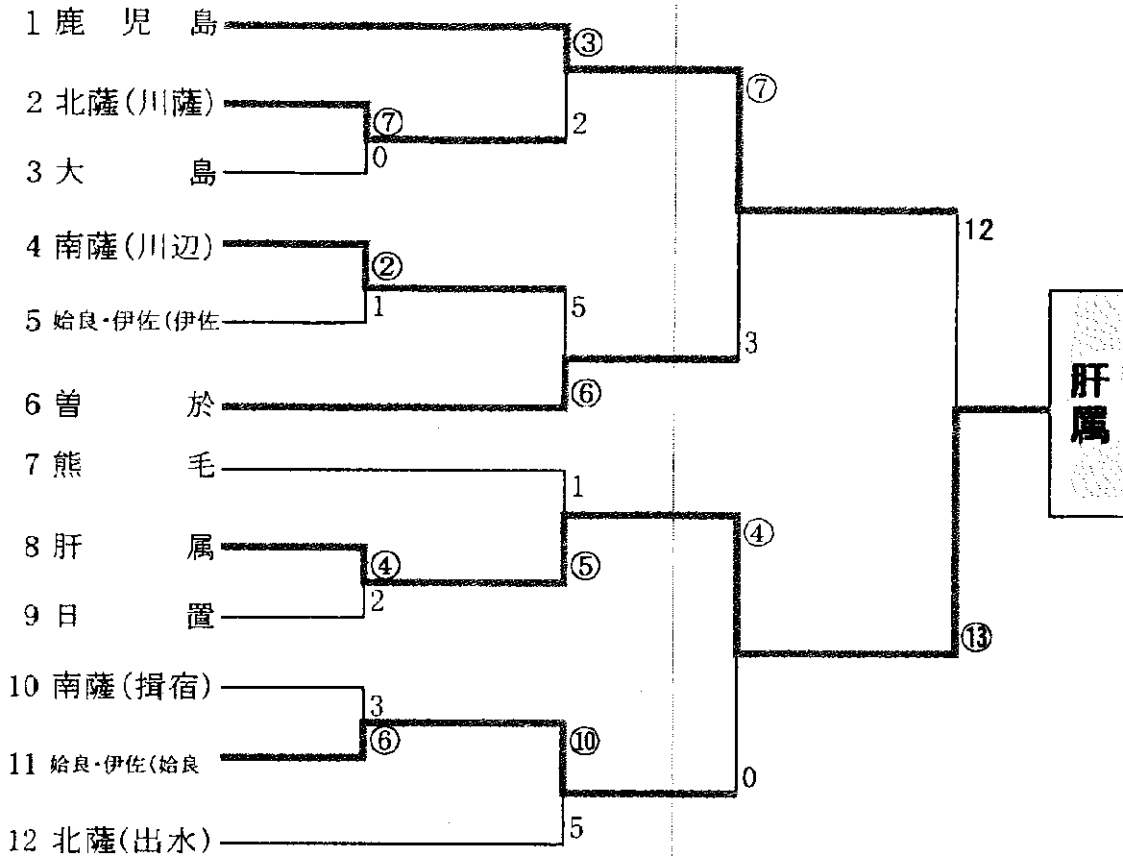 1 鹿児島
③
⑦
2 北薩(川薩)
⑦
2
0
3 大島
12
4 南薩(川辺)
②
5
1
5 姶良・伊佐(伊佐
3
⑥
6 曽於
肝属
7 熊毛
1
④
8 肝属
④
⑤
2
9 日置
⑬
10 南薩(揖宿)
3
⑥
⑩
11 姶良・伊佐(姶良
0
5
12 北薩(出水)